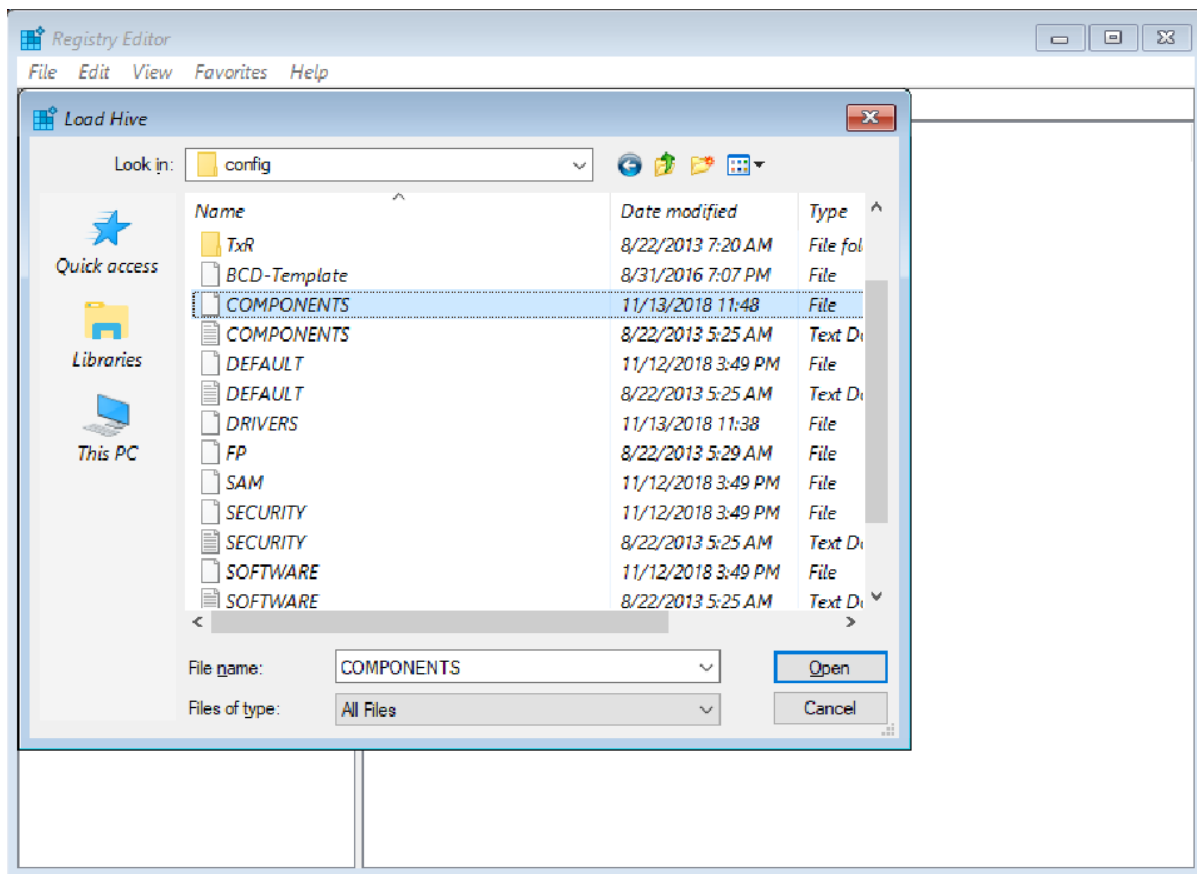 Registry Editor
File Edit View Favorites Help
Load Hive
Look in: config
Name Date modified Type
TxR 8/22/2013 7:20 AM File fol
BCD-Template 8/31/2016 7:07 PM File
COMPONENTS 11/13/2018 11:48 File
COMPONENTS 8/22/2013 5:25 AM Text D
DEFAULT 11/12/2018 3:49 PM File
DEFAULT 8/22/2013 5:25 AM Text D
DRIVERS 11/13/2018 11:38 File
FP 8/22/2013 5:29 AM File
SAM 11/12/2018 3:49 PM File
SECURITY 11/12/2018 3:49 PM File
SECURITY 8/22/2013 5:25 AM Text D
SOFTWARE 11/12/2018 3:49 PM File
SOFTWARE 8/22/2013 5:25 AM Text D
Quick access
Libraries
This PC
File name: COMPONENTS Open
Files of type: All Files Cancel